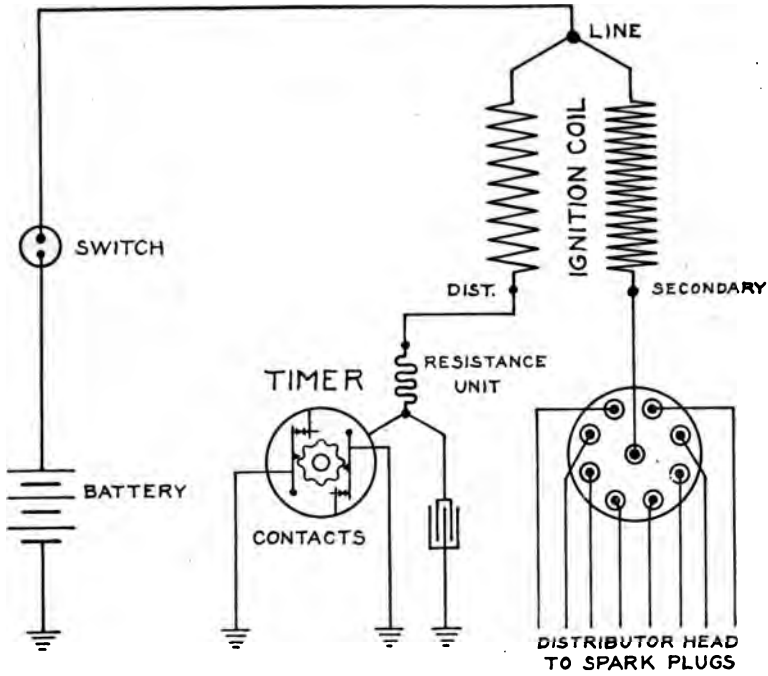 LINE
IGNITION COIL
SWITCH
DIST.
SECONDARY
RESISTANCE
UNIT
TIMER
BATTERY
CONTACTS
DISTRIBUTOR HEAD
TO SPARK PLUGS